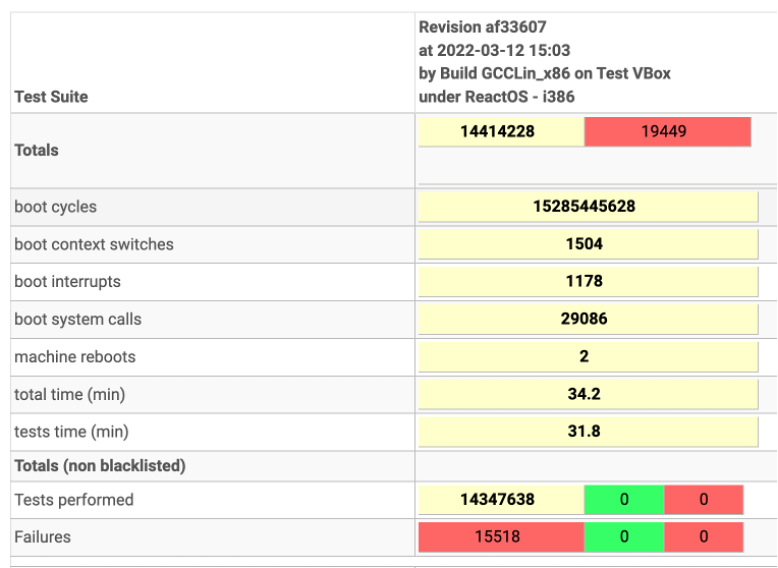 Test Suite
Revision af33607
at 2022-03-12 15:03
by Build GCCLin_x86 on Test VBox
under ReactOS - i386
Totals 14414228 19449
boot cycles 15285445628
boot context switches 1504
boot interrupts 1178
boot system calls 29086
machine reboots 2
total time (min) 34.2
tests time (min) 31.8
Totals (non blacklisted)
Tests performed 14347638 0 0
Failures 15518 0 0